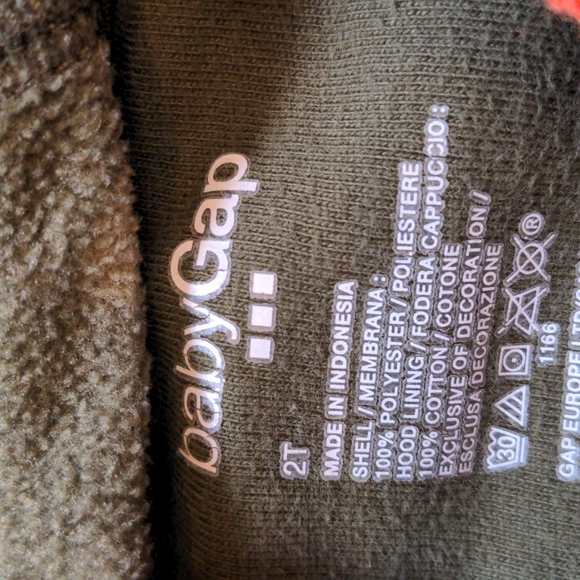 babyGap
2T
MADE IN INDONESIA
SHELL / MEMBRANA :
100% POLYESTER / POLIESTERE
HOOD LINING / FODERA CAPPUCCIO :
100% COTTON / COTONE
EXCLUSIVE OF DECORATION /
ESCLUSA DECORAZIONE
30 ®
1166
GAP EUROPE /